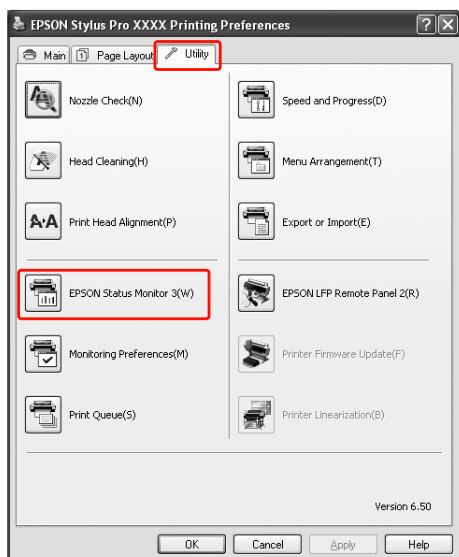 EPSON Stylus Pro XXXX Printing Preferences
Main Page Layout Utility
Nozzle Check(N)
Speed and Progress(D)
Head Cleaning(H)
Menu Arrangement(T)
A A Print Head Alignment(P)
Export or Import(E)
EPSON Status Monitor 3(W)
EPSON LFP Remote Panel 2(R)
Monitoring Preferences(M)
Printer Firmware Update(F)
Print Queue(S)
Printer Linearization(B)
Version 6.50
OK Cancel Apply Help